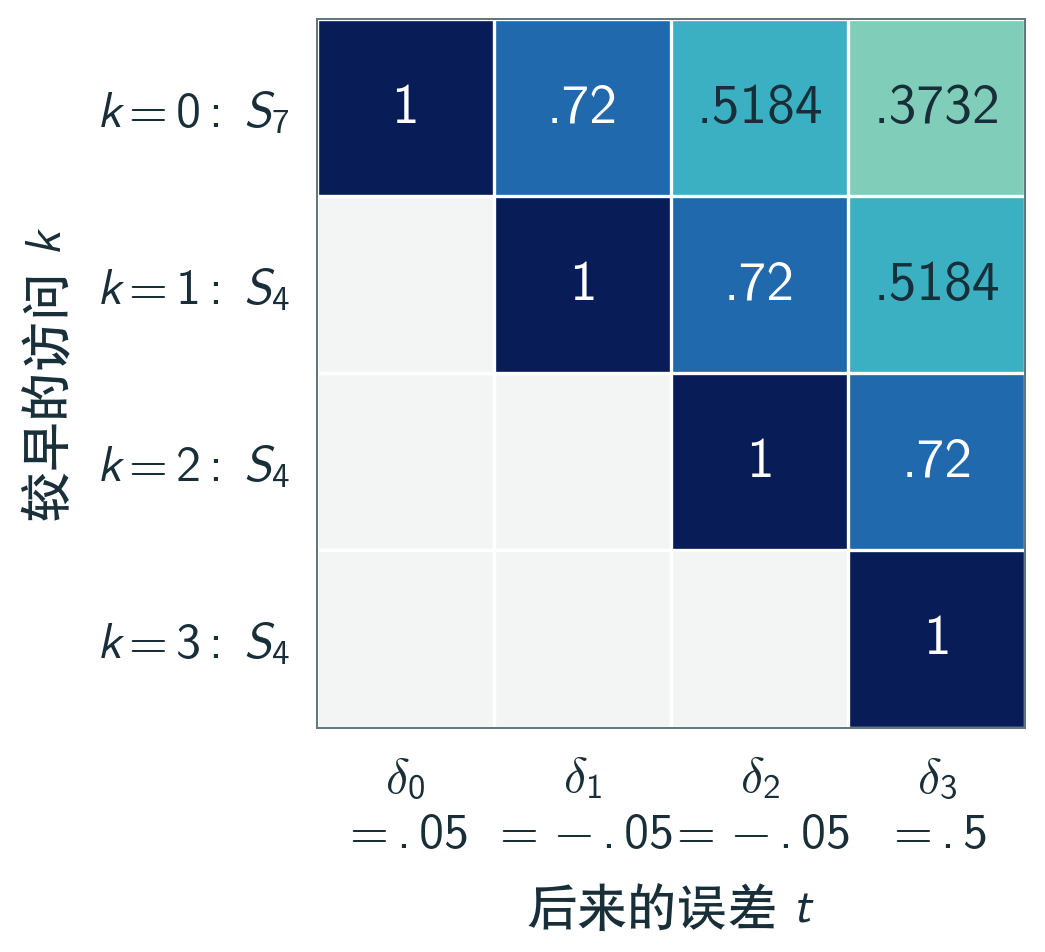 较早的访问 k
k = 0 : S₇ 1 .72 .5184 .3732
k = 1 : S₄ 1 .72 .5184
k = 2 : S₄ 1 .72
k = 3 : S₄ 1
δ₀ δ₁ δ₂ δ₃
= .05 = −.05 = −.05 = .5
后来的误差 t